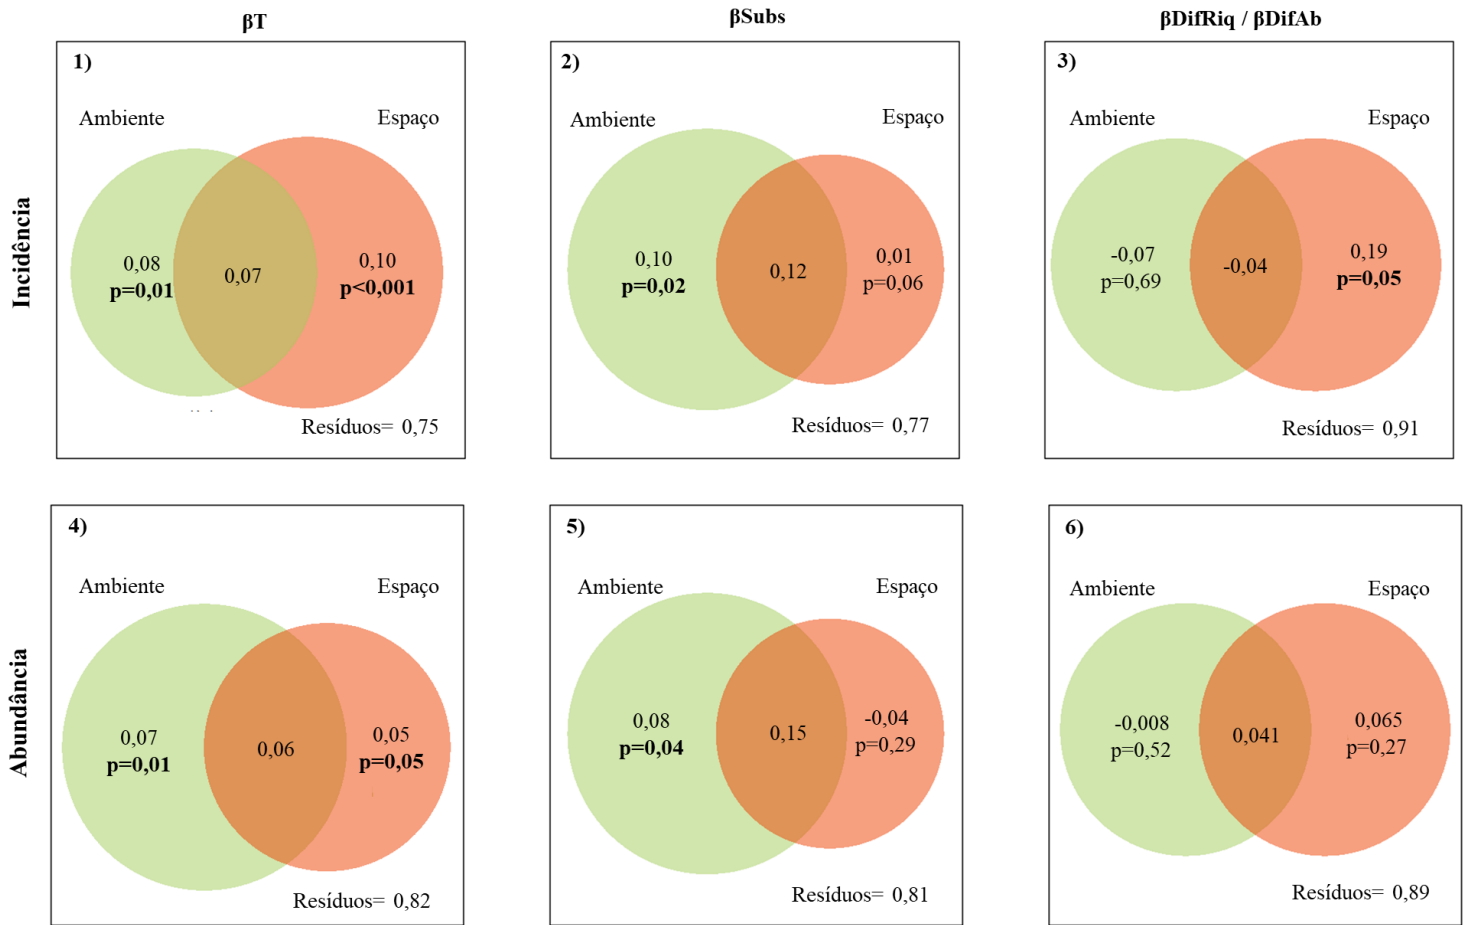 βT
βSubs
βDifRiq / βDifAb
Incidência
1)
Ambiente
Espaço
0,08
p=0,01
0,07
0,10
p<0,001
Resíduos= 0,75
2)
Ambiente
Espaço
0,10
p=0,02
0,12
0,01
p=0,06
Resíduos= 0,77
3)
Ambiente
Espaço
-0,07
p=0,69
-0,04
0,19
p=0,05
Resíduos= 0,91
Abundância
4)
Ambiente
Espaço
0,07
p=0,01
0,06
0,05
p=0,05
Resíduos= 0,82
5)
Ambiente
Espaço
0,08
p=0,04
0,15
-0,04
p=0,29
Resíduos= 0,81
6)
Ambiente
Espaço
-0,008
p=0,52
0,041
0,065
p=0,27
Resíduos= 0,89